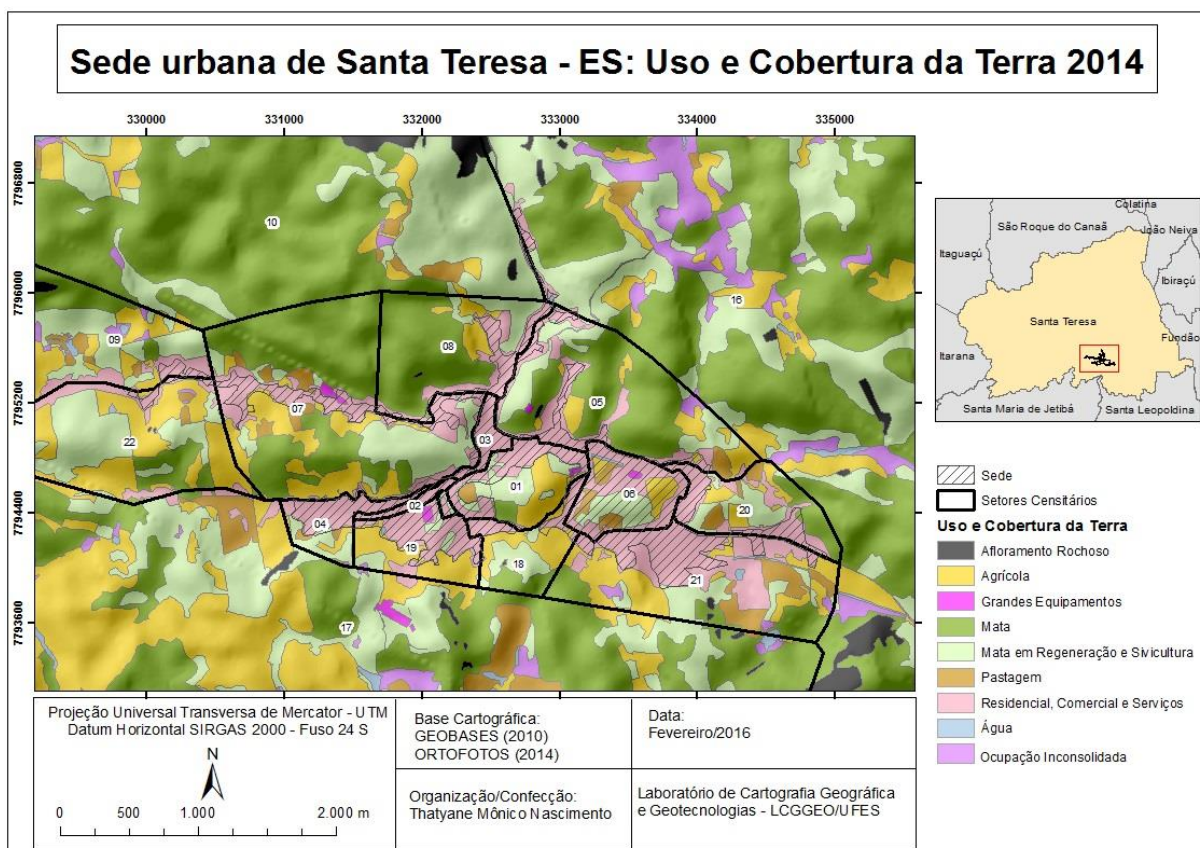 Sede urbana de Santa Teresa - ES: Uso e Cobertura da Terra 2014
330000 331000 332000 333000 334000 335000
7796800
7796000
7795200
7794400
7793600
10
16
09
08
07
05
22
03
01
06
02
04
20
19
18
21
17
Colatina
São Roque do Canaã
João Neiva
Itaguaçú
Ibiraçú
Santa Teresa
Fundão
Itarana
Santa Maria de Jetibá
Santa Leopoldina
Sede
Setores Censitários
Uso e Cobertura da Terra
Afloramento Rochoso
Agrícola
Grandes Equipamentos
Mata
Mata em Regeneração e Sivicultura
Pastagem
Residencial, Comercial e Serviços
Água
Ocupação Inconsolidada
Projeção Universal Transversa de Mercator - UTM
Datum Horizontal SIRGAS 2000 - Fuso 24 S
N
0 500 1.000 2.000 m
Base Cartográfica:
GEOBASES (2010)
ORTOFOTOS (2014)
Data:
Fevereiro/2016
Organização/Confecção:
Thatyane Mônico Nascimento
Laboratório de Cartografia Geográfica
e Geotecnologias - LCGGEO/UFES